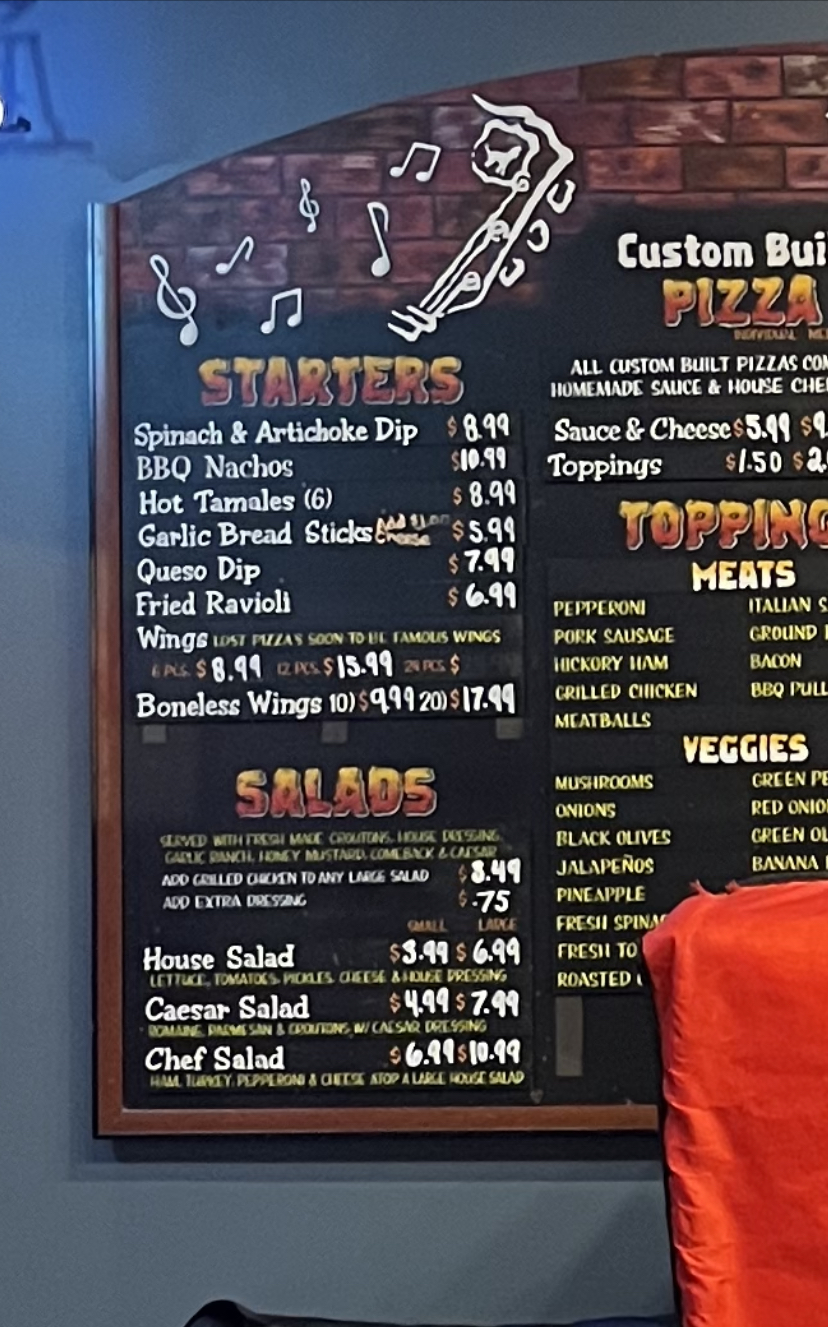 STARTERS
Spinach & Artichoke Dip $8.99
BBQ Nachos $10.99
Hot Tamales (6) $8.99
Garlic Bread Sticks Add Cheese $5.99
Queso Dip $7.99
Fried Ravioli $6.99
Wings LOST PIZZA'S SOON TO BE FAMOUS WINGS
6 PCS. $8.99 12 PCS. $15.99 24 PCS. $
Boneless Wings 10) $9.99 20) $17.99
SALADS
SERVED WITH FRESH MADE CROUTONS, HOUSE DRESSING,
GARLIC RANCH, HONEY MUSTARD, COMEBACK & CAESAR
ADD GRILLED CHICKEN TO ANY LARGE SALAD $3.49
ADD EXTRA DRESSING $.75
SMALL LARGE
House Salad $3.99 $6.99
LETTUCE, TOMATOES, PICKLES, CHEESE & HOUSE DRESSING
Caesar Salad $4.99 $7.99
ROMAINE, PARMESAN & CROUTONS W/ CAESAR DRESSING
Chef Salad $6.99 $10.99
HAM, TURKEY, PEPPERONI & CHEESE ATOP A LARGE HOUSE SALAD
Custom Bui
PIZZA
INDIVIDUAL
ALL CUSTOM BUILT PIZZAS COM
HOMEMADE SAUCE & HOUSE CHEE
Sauce & Cheese $5.99 $9
Toppings $1.50 $2.
TOPPING
MEATS
PEPPERONI ITALIAN S
PORK SAUSAGE GROUND
HICKORY HAM BACON
GRILLED CHICKEN BBQ PULL
MEATBALLS
VEGGIES
MUSHROOMS GREEN PE
ONIONS RED ONIO
BLACK OLIVES GREEN OL
JALAPEÑOS BANANA
PINEAPPLE
FRESH SPINA
FRESH TO
ROASTED